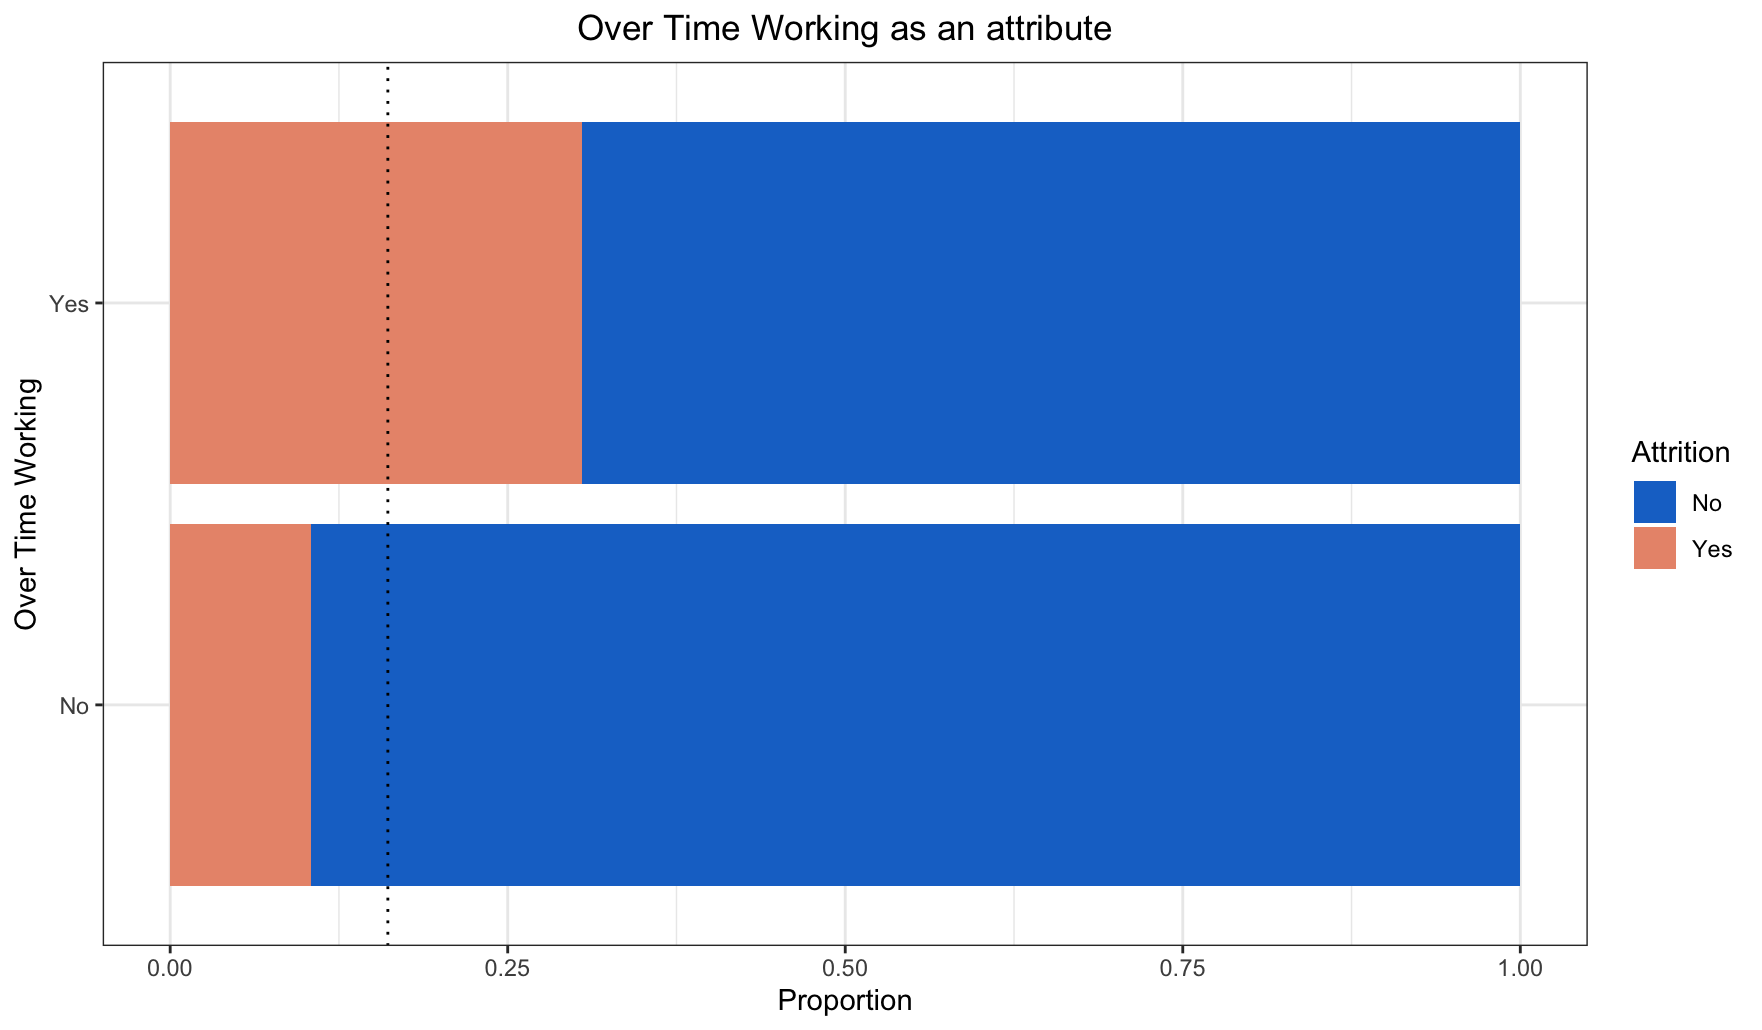 Over Time Working as an attribute
Over Time Working
Yes
No
0.00
0.25
0.50
0.75
1.00
Proportion
Attrition
No
Yes